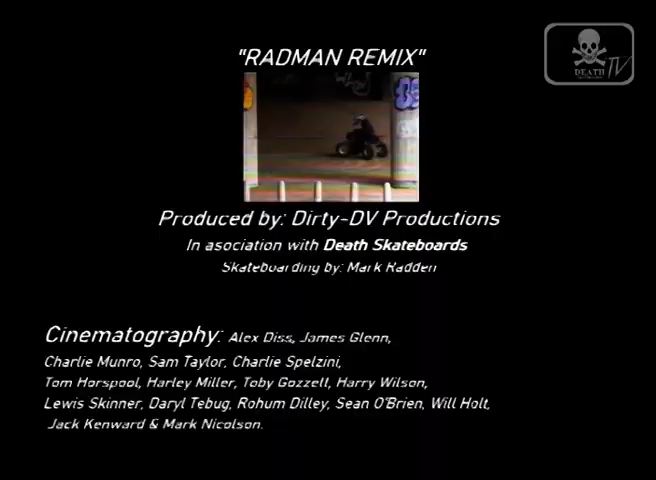 "RADMAN REMIX"
DEATH TV
Produced by: Dirty-DV Productions
In asociation with Death Skateboards
Skateboarding by: Mark Radden
Cinematography: Alex Diss, James Glenn,
Charlie Munro, Sam Taylor, Charlie Spelzini,
Tom Horspool, Harley Miller, Toby Gozzett, Harry Wilson,
Lewis Skinner, Daryl Tebug, Rohum Dilley, Sean O'Brien, Will Holt,
Jack Kenward & Mark Nicolson.